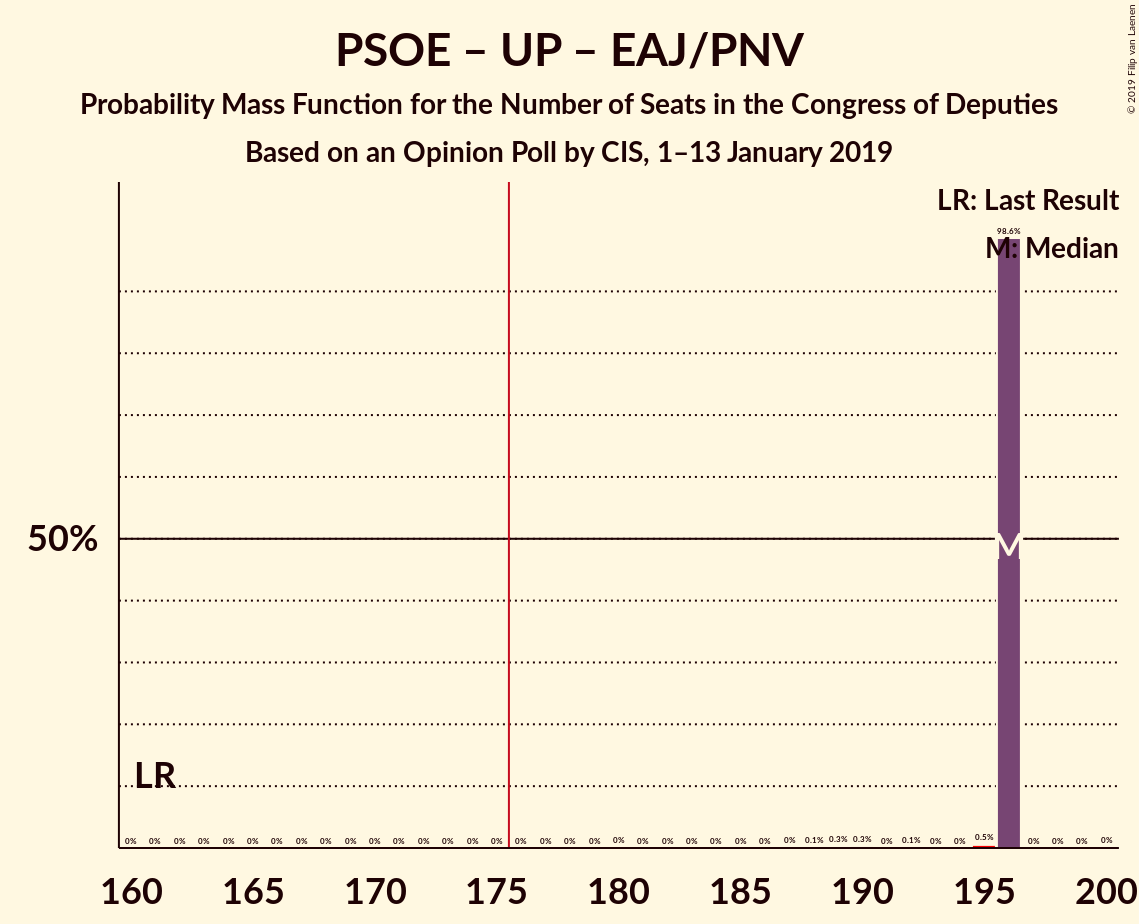 PSOE – UP – EAJ/PNV
Probability Mass Function for the Number of Seats in the Congress of Deputies
Based on an Opinion Poll by CIS, 1–13 January 2019
© 2019 Filip van Laenen
LR: Last Result
98.6%
M: Median
50%
M
LR
0% 0% 0% 0% 0% 0% 0% 0% 0% 0% 0% 0% 0% 0% 0% 0% 0% 0% 0% 0% 0% 0% 0% 0% 0% 0% 0% 0% 0.1% 0.3% 0.3% 0% 0.1% 0% 0% 0.5% 0% 0% 0% 0%
160 165 170 175 180 185 190 195 200